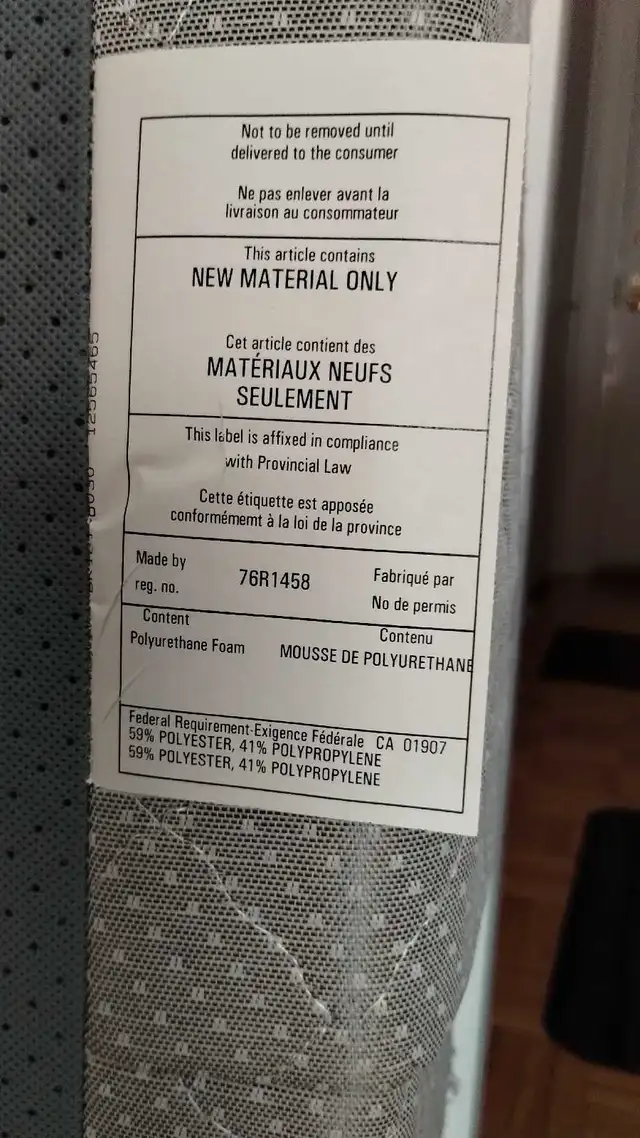 Not to be removed until
delivered to the consumer
Ne pas enlever avant la
livraison au consommateur
This article contains
NEW MATERIAL ONLY
Cet article contient des
MATÉRIAUX NEUFS
SEULEMENT
This label is affixed in compliance
with Provincial Law
Cette étiquette est apposée
conformémemt à la loi de la province
Made by
reg. no.
76R1458
Fabriqué par
No de permis
Content
Polyurethane Foam
Contenu
MOUSSE DE POLYURETHANE
Federal Requirement-Exigence Fédérale CA 01907
59% POLYESTER, 41% POLYPROPYLENE
59% POLYESTER, 41% POLYPROPYLENE
12565465